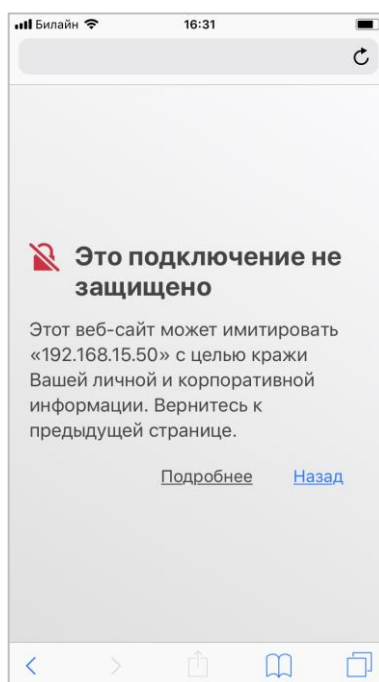 Билайн 16:31
Это подключение не
защищено
Этот веб-сайт может имитировать
«192.168.15.50» с целью кражи
Вашей личной и корпоративной
информации. Вернитесь к
предыдущей странице.
Подробнее Назад